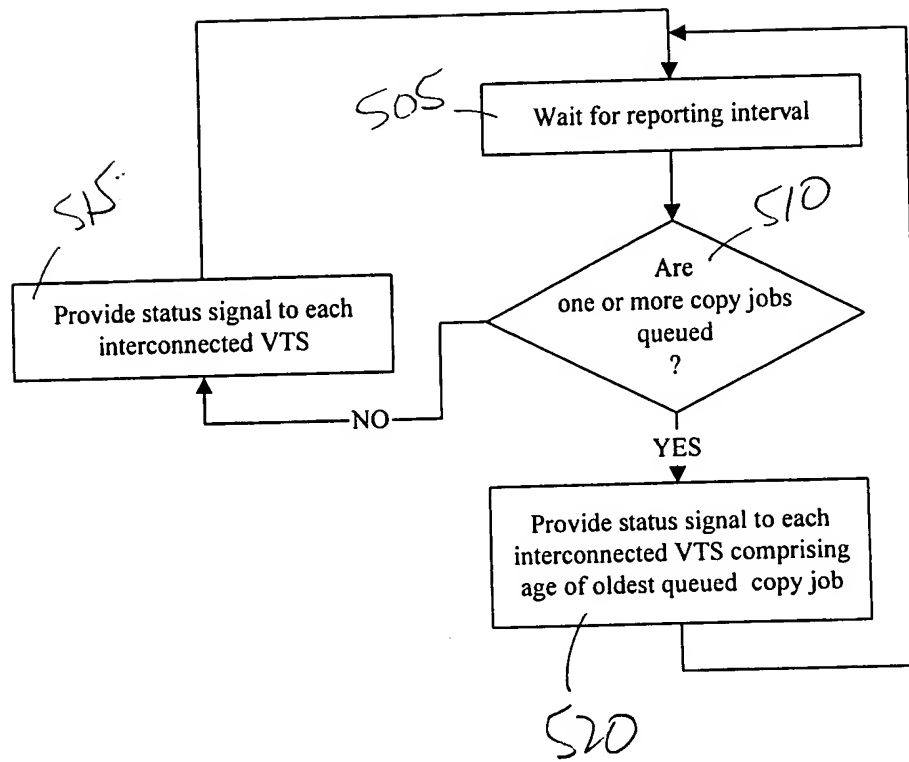 505
Wait for reporting interval
510
515
Are
one or more copy jobs
queued
?
Provide status signal to each
interconnected VTS
NO
YES
Provide status signal to each
interconnected VTS comprising
age of oldest queued copy job
520